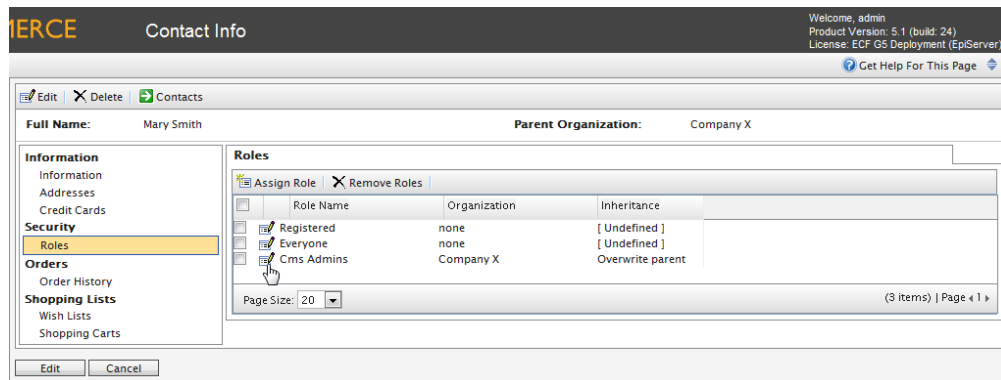 MERCE Contact Info
Welcome, admin
Product Version: 5.1 (build: 24)
License: ECF G5 Deployment (EpiServer)
Get Help For This Page
Edit Delete Contacts
Full Name: Mary Smith Parent Organization: Company X
Information
Information
Addresses
Credit Cards
Security
Roles
Orders
Order History
Shopping Lists
Wish Lists
Shopping Carts
Roles
Assign Role Remove Roles
Role Name Organization Inheritance
Registered none [ Undefined ]
Everyone none [ Undefined ]
Cms Admins Company X Overwrite parent
Page Size: 20 (3 items) | Page 1
Edit Cancel